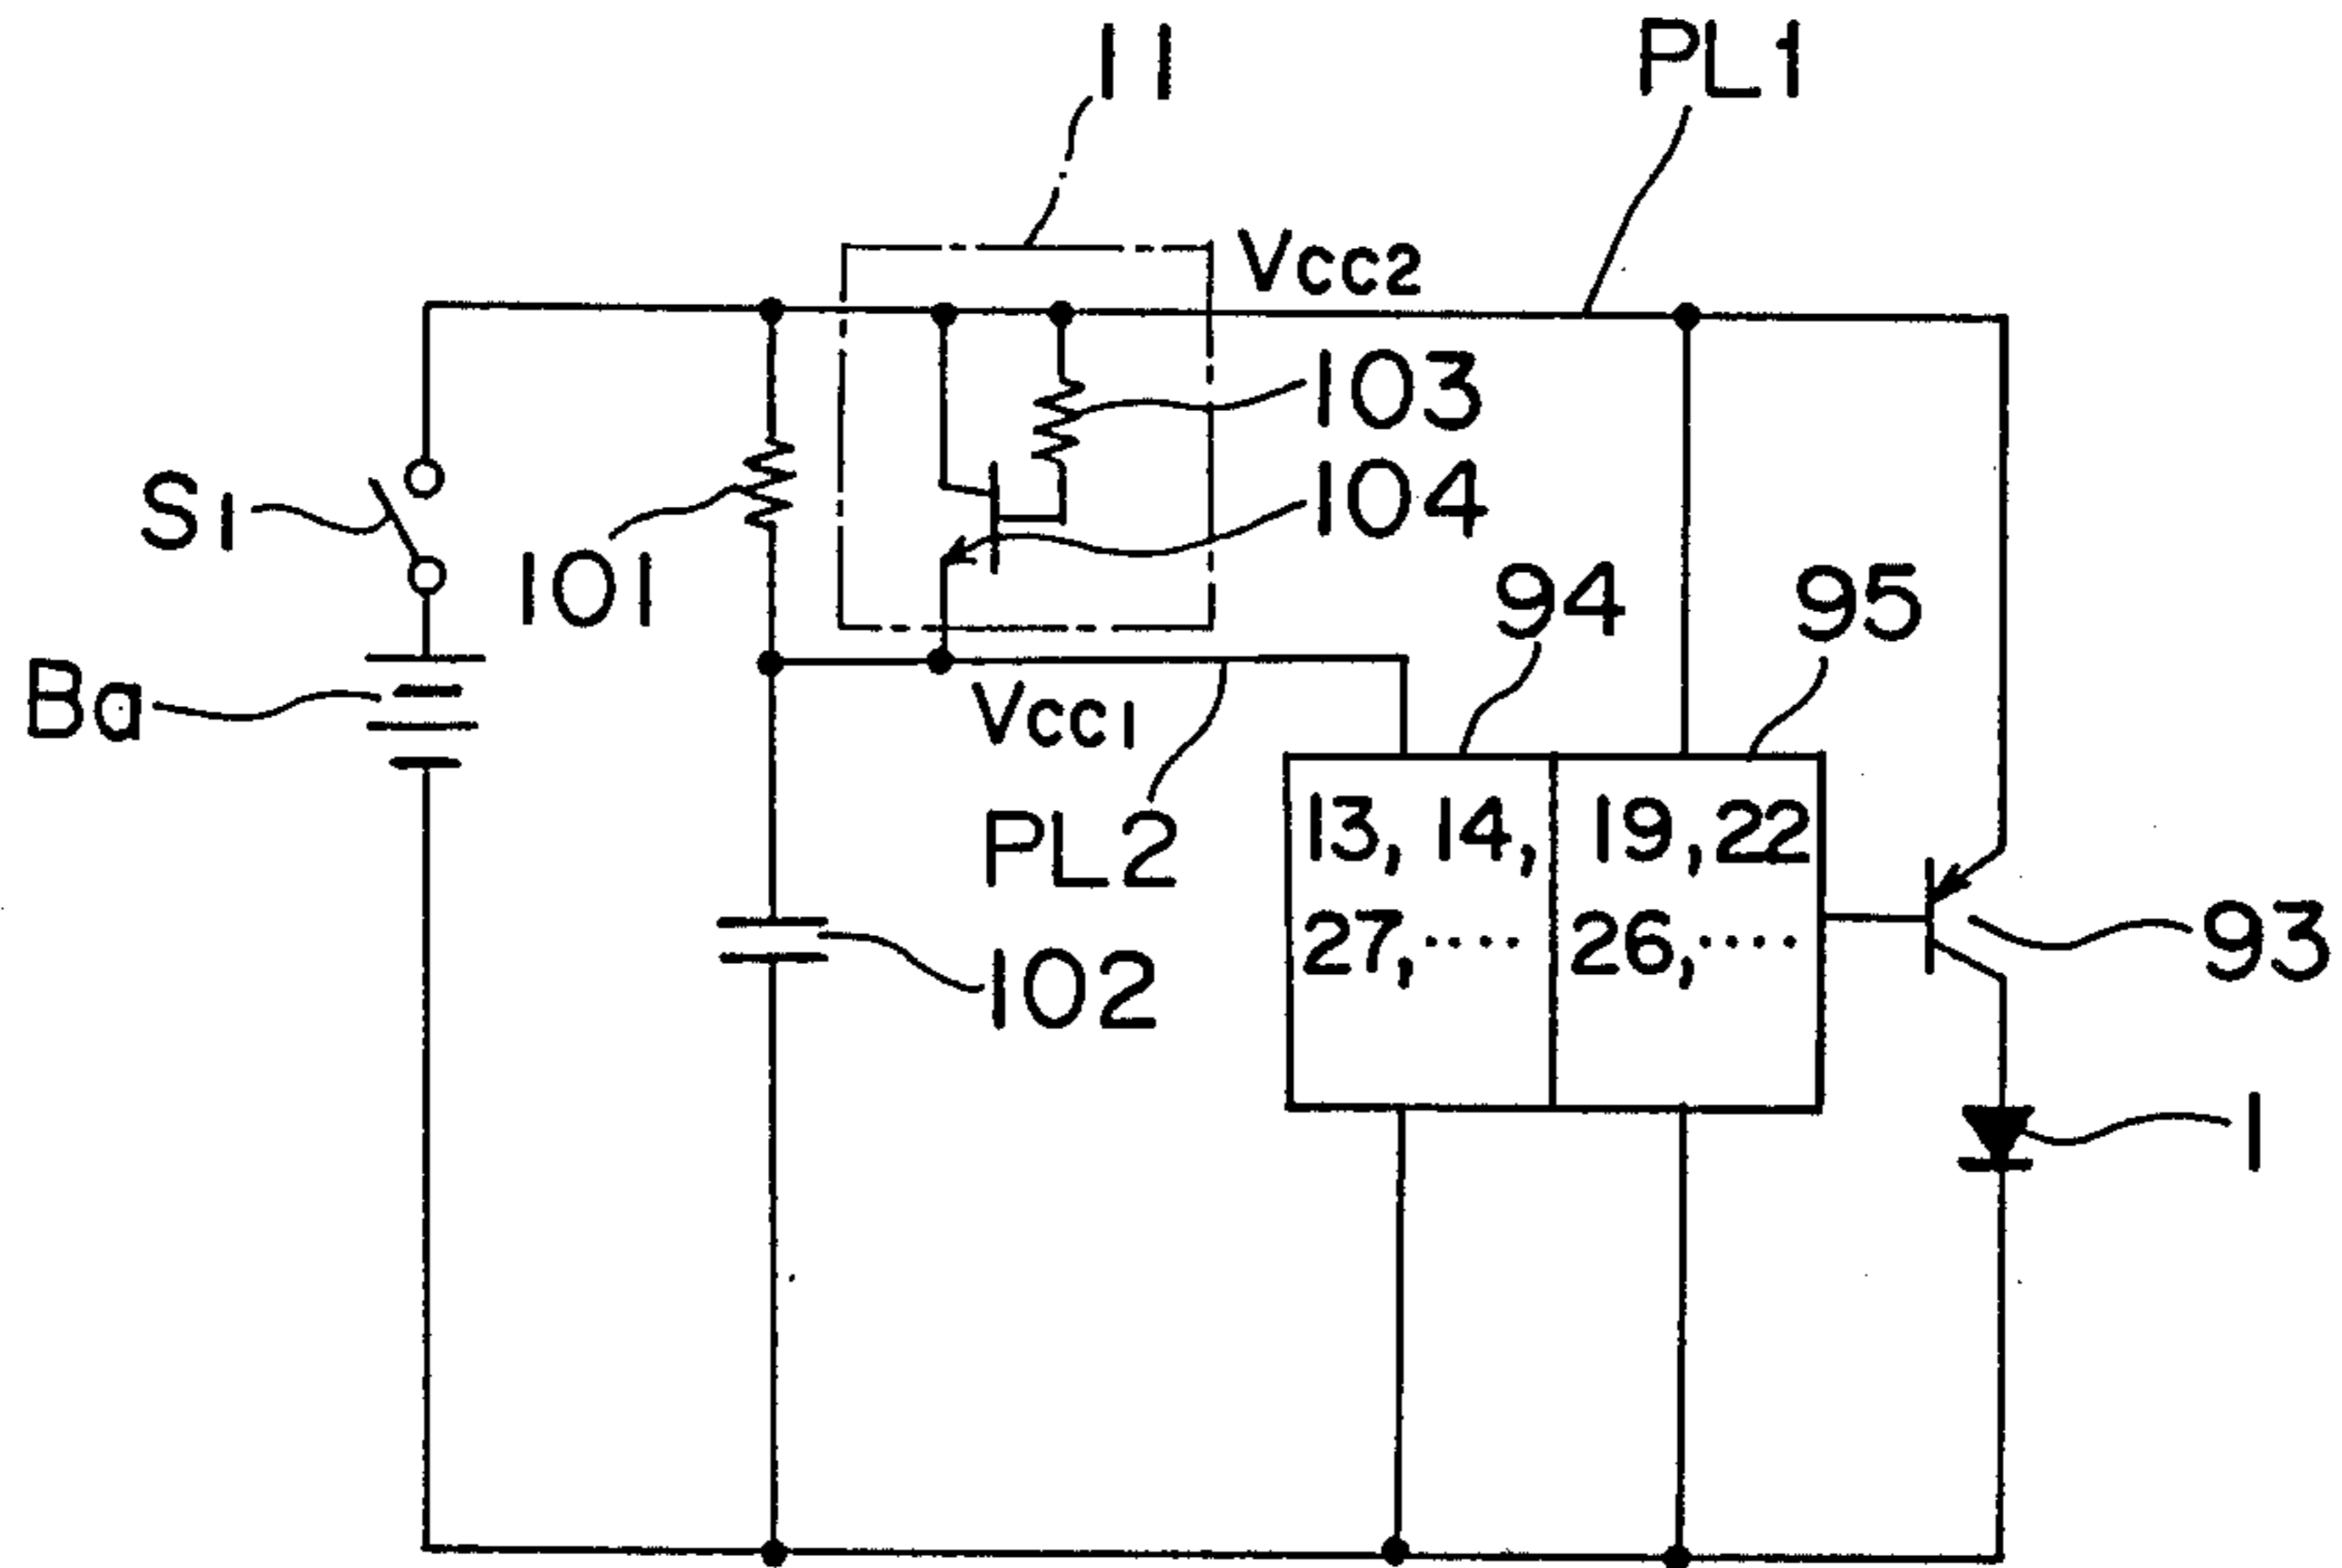 11
PL1
Vcc2
103
S1
104
101
94
95
Ba
Vcc1
PL2
13, 14,
19, 22
27, ....
26, ....
93
102
1